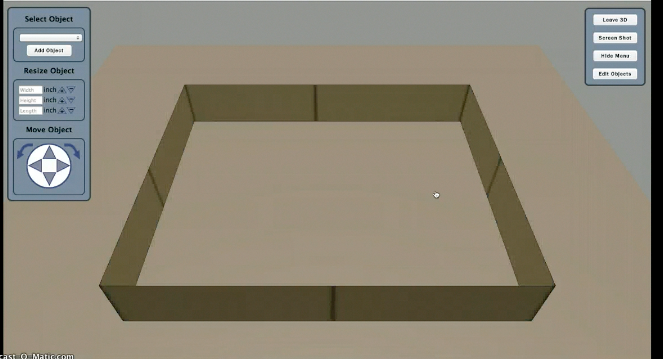 Select Object
Add Object
Resize Object
Width inch
Height inch
Length inch
Move Object
Leave 3D
Screen Shot
Hide Menu
Edit Objects
cast-O-Matic.com